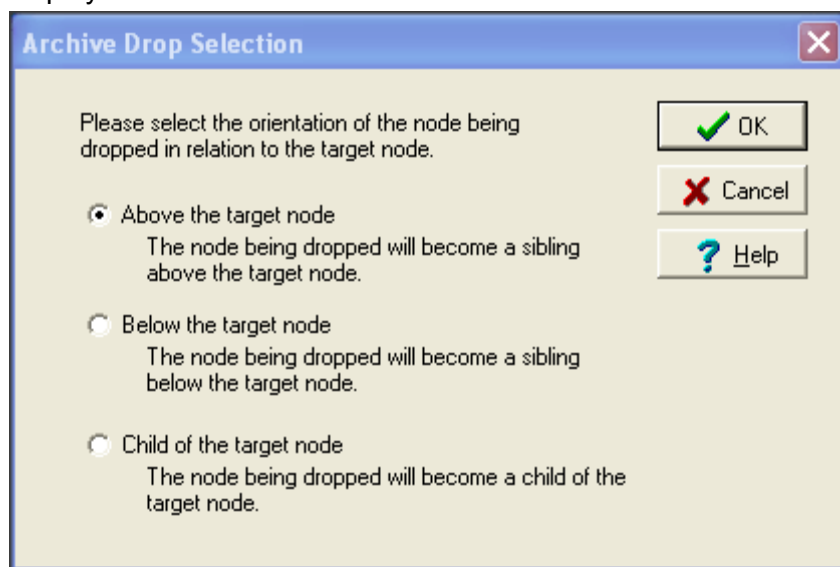 Archive Drop Selection
Please select the orientation of the node being
dropped in relation to the target node.
OK
Cancel
Help
Above the target node
The node being dropped will become a sibling
above the target node.
Below the target node
The node being dropped will become a sibling
below the target node.
Child of the target node
The node being dropped will become a child of the
target node.